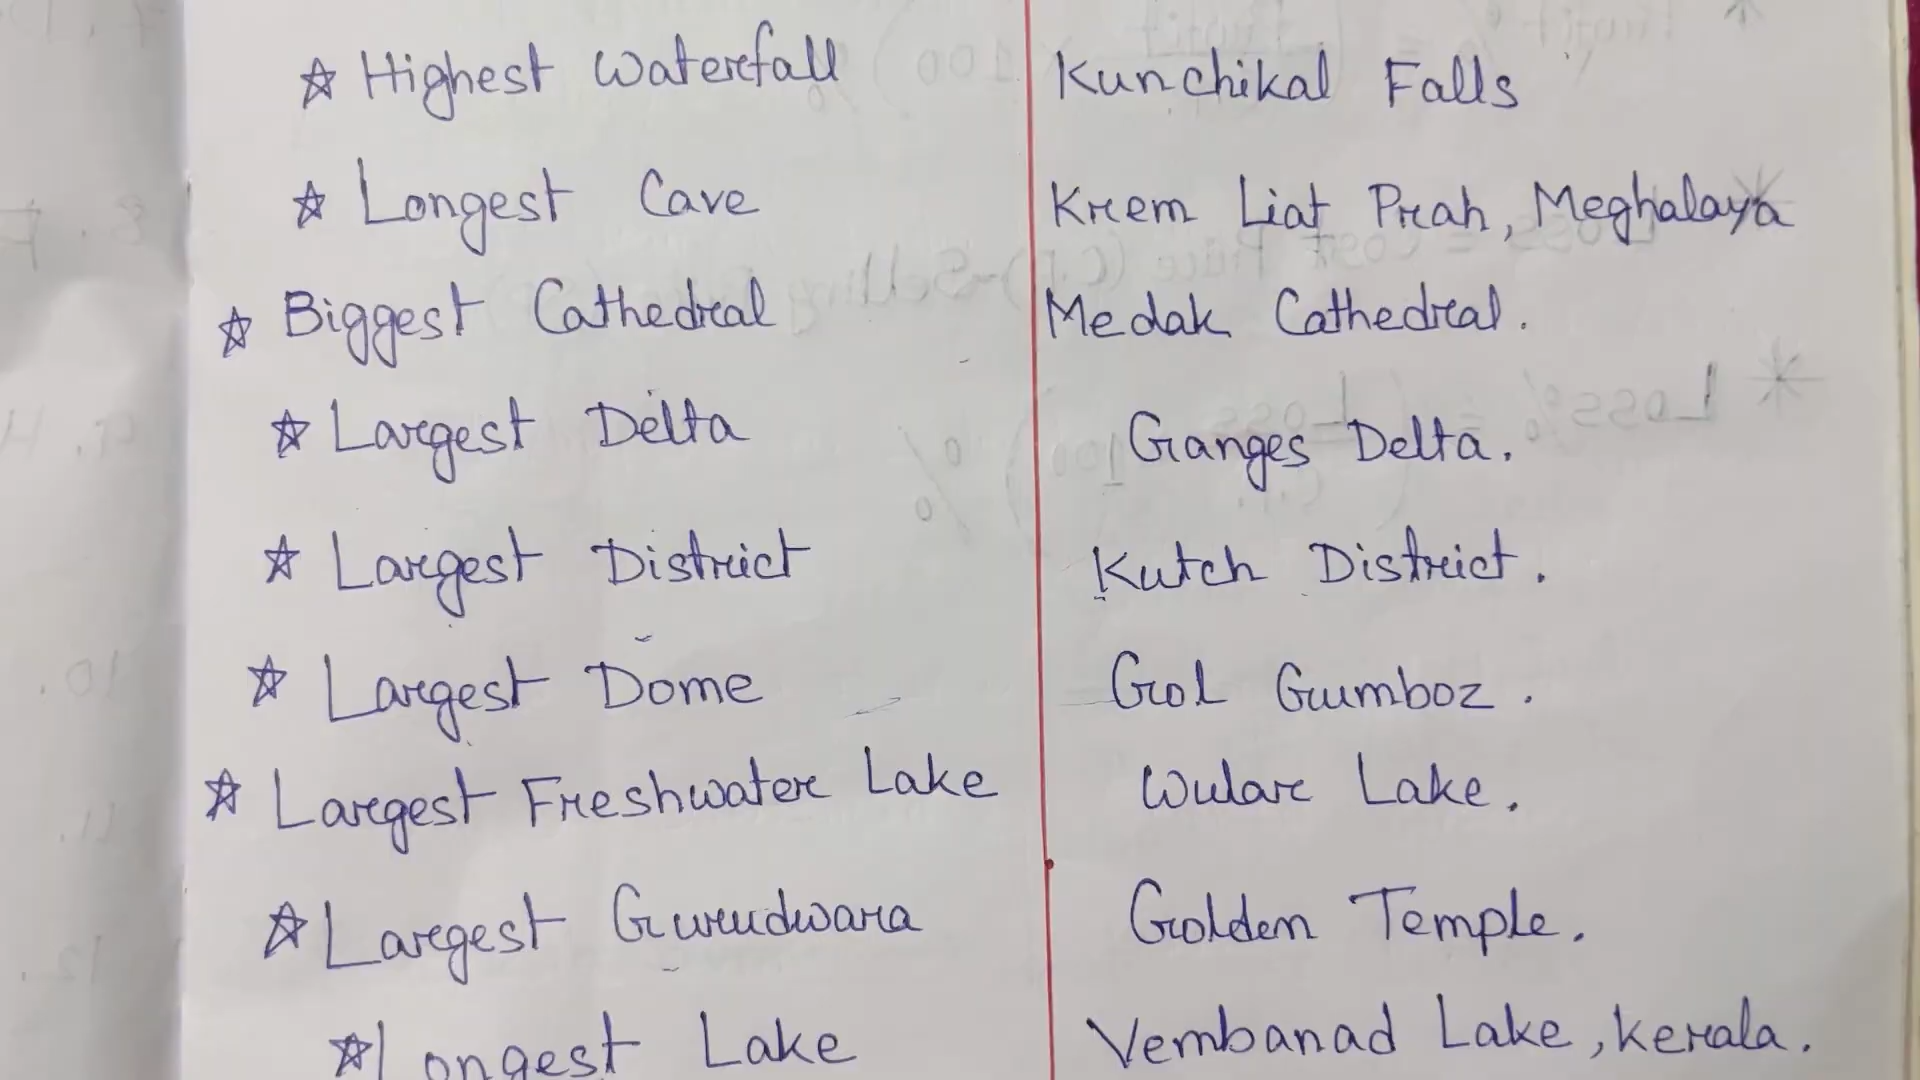 ☆ Highest Waterfall Kunchikal Falls
☆ Longest Cave Krem Liat Prah, Meghalaya
☆ Biggest Cathedral Medak Cathedral.
☆ Largest Delta Ganges Delta.
☆ Largest District Kutch District.
☆ Largest Dome Gol Gumboz.
☆ Largest Freshwater Lake Wular Lake.
☆ Largest Gurudwara Golden Temple.
☆ Longest Lake Vembanad Lake, Kerala.